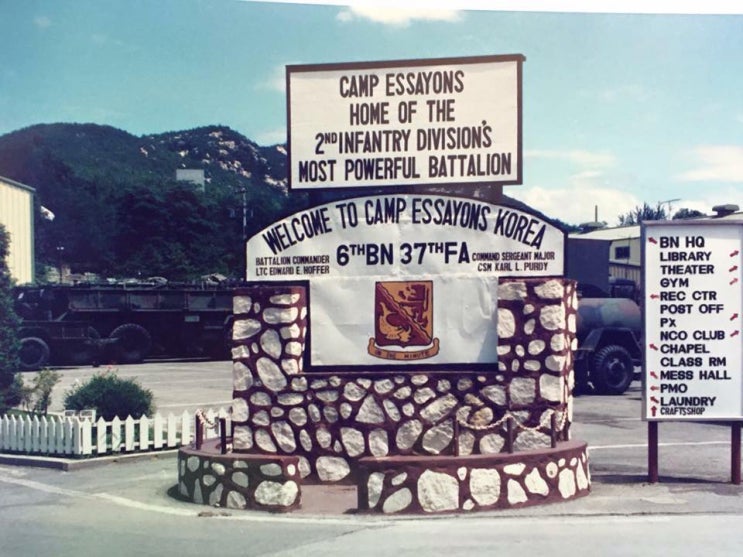 CAMP ESSAYONS
HOME OF THE
2ND INFANTRY DIVISION'S
MOST POWERFUL BATTALION
WELCOME TO CAMP ESSAYONS KOREA
6TH BN 37TH FA
BATTALION COMMANDER
LTC EDWARD E. HOFFER
COMMAND SERGEANT MAJOR
CSM KARL L. PURDY
BN HQ
LIBRARY
THEATER
GYM
REC CTR
POST OFF
PX
NCO CLUB
CHAPEL
CLASS RM
MESS HALL
PMO
LAUNDRY
CRAFTSSHOP